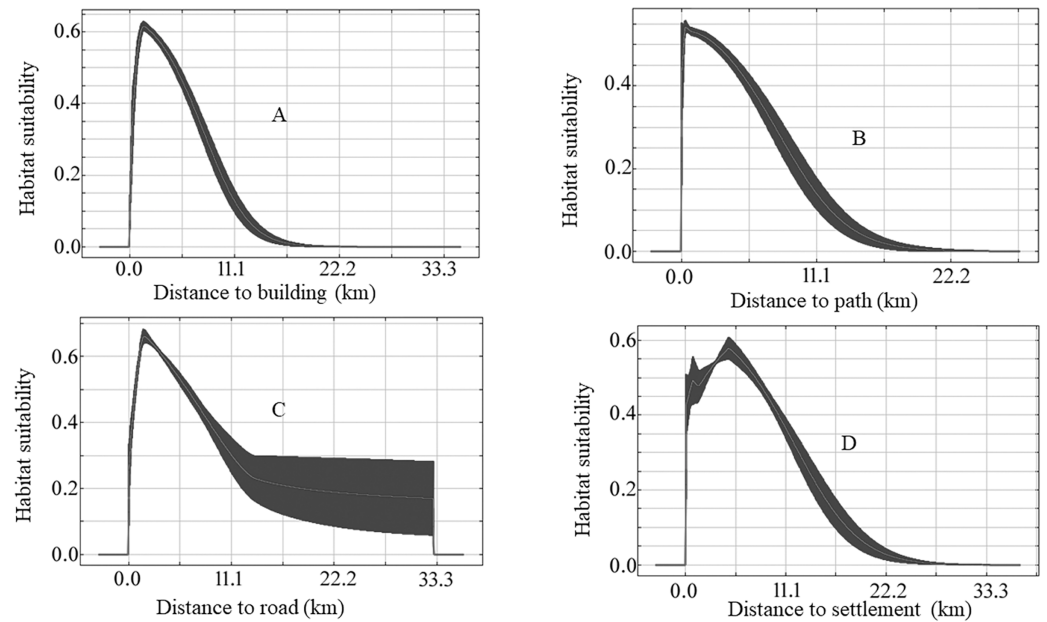 0.6
0.4
0.2
0.0
Habitat suitability
A
0.0 11.1 22.2 33.3
Distance to building (km)
0.4
0.2
0.0
Habitat suitability
B
0.0 11.1 22.2
Distance to path (km)
0.6
0.4
0.2
0.0
Habitat suitability
C
0.0 11.1 22.2 33.3
Distance to road (km)
0.6
0.4
0.2
0.0
Habitat suitability
D
0.0 11.1 22.2 33.3
Distance to settlement (km)